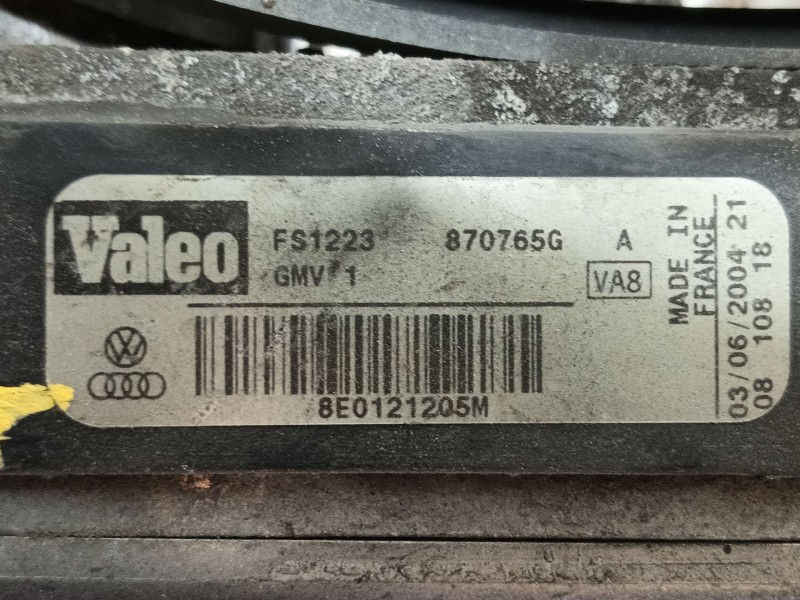 Valeo
FS1223 870765G A
GMV 1 VA8
8E0121205M
MADE IN
FRANCE
03/06/2004 21
08 108 18